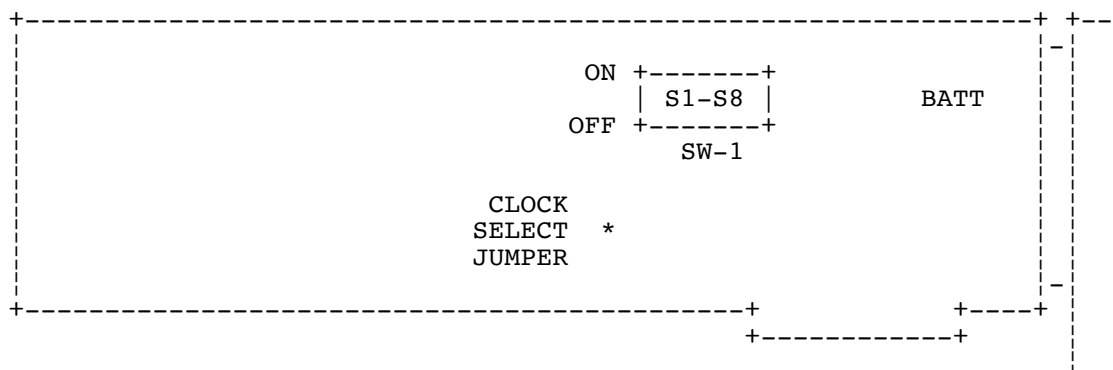 ON
S1-S8 BATT
OFF
SW-1
CLOCK
SELECT *
JUMPER